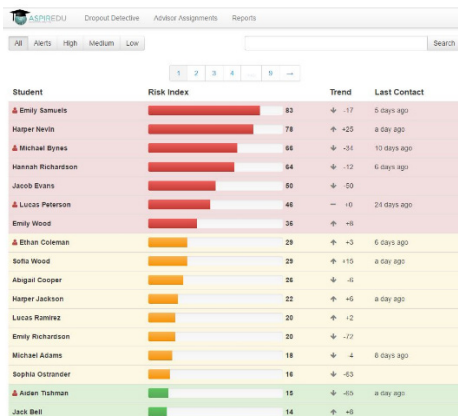 ASPIREDU Dropout Detective Advisor Assignments Reports
All Alerts High Medium Low Search
1 2 3 4 ... 9 →
Student Risk Index Trend Last Contact
Emily Samuels 83 -17 5 days ago
Harper Nevin 78 +25 a day ago
Michael Bynes 66 -34 10 days ago
Hannah Richardson 64 -12 6 days ago
Jacob Evans 50 -50
Lucas Peterson 46 +0 24 days ago
Emily Wood 36 +8
Ethan Coleman 29 +3 6 days ago
Sofia Wood 29 +15 a day ago
Abigail Cooper 26 -6
Harper Jackson 22 +6 a day ago
Lucas Ramirez 20 +2
Emily Richardson 20 -72
Michael Adams 18 -4 8 days ago
Sophia Ostrander 16 -63
Aidan Tishman 15 -85 a day ago
Jack Bell 14 +6